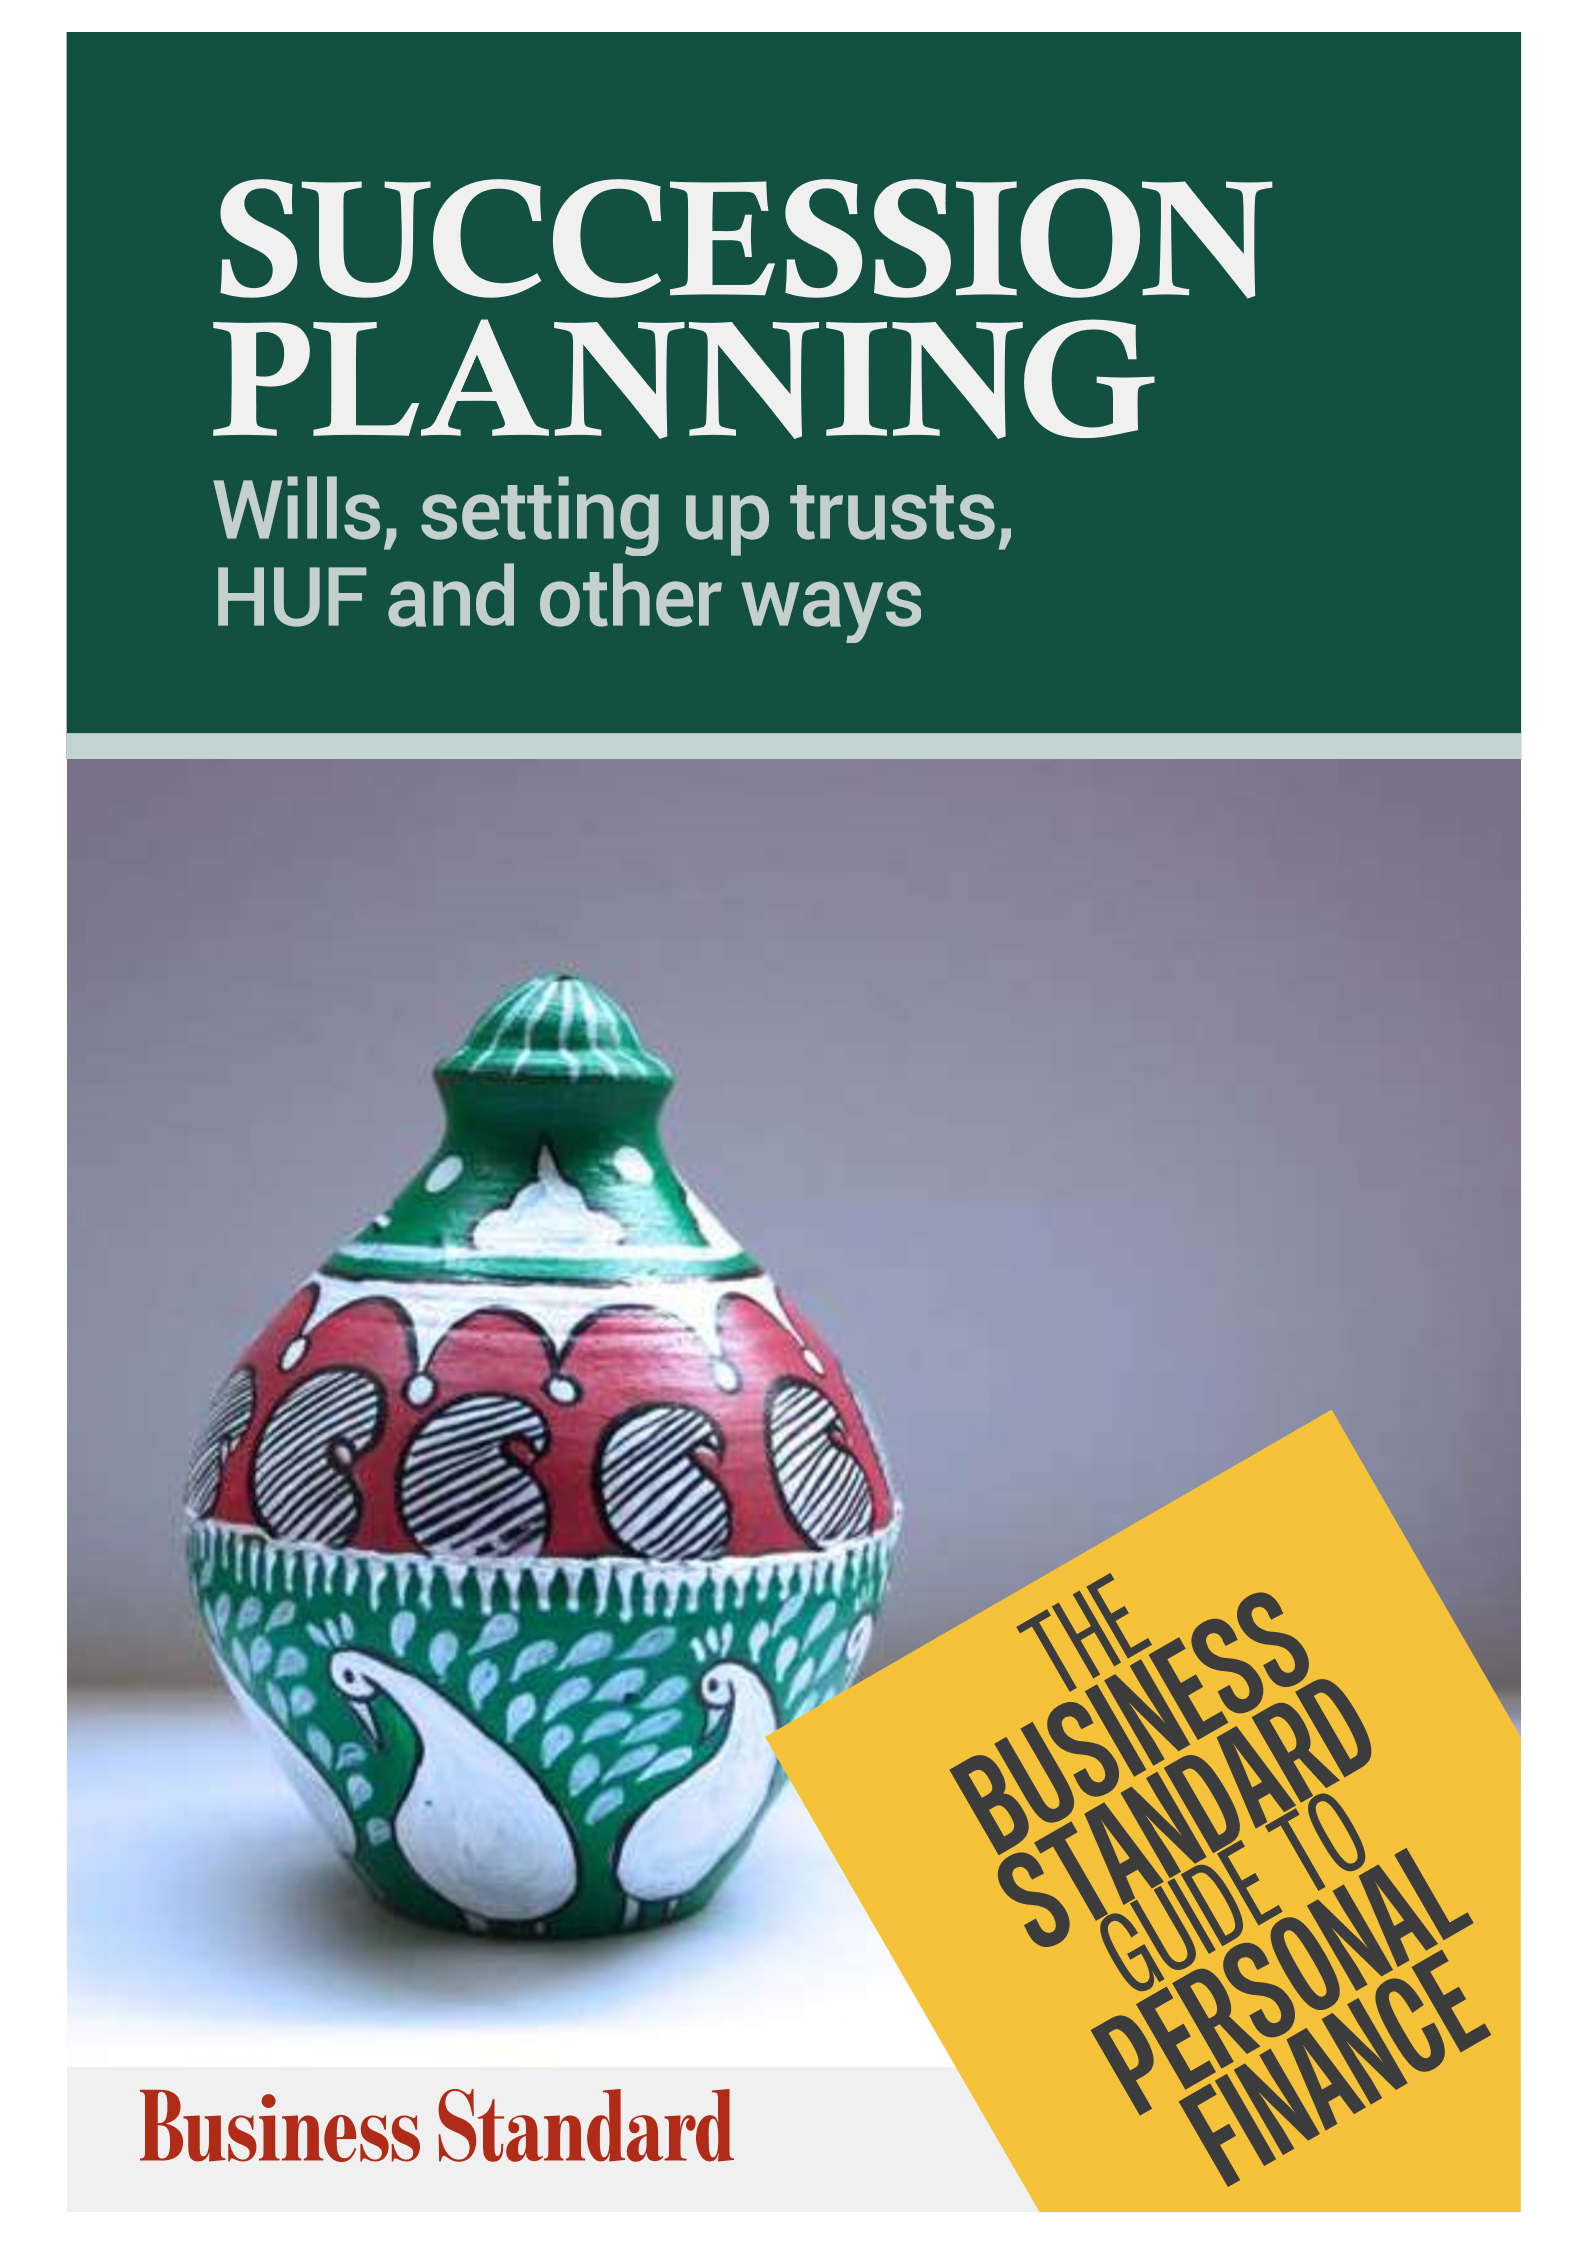 SUCCESSION
PLANNING
Wills, setting up trusts,
HUF and other ways
THE
BUSINESS
STANDARD
GUIDE TO
PERSONAL
FINANCE
Business Standard